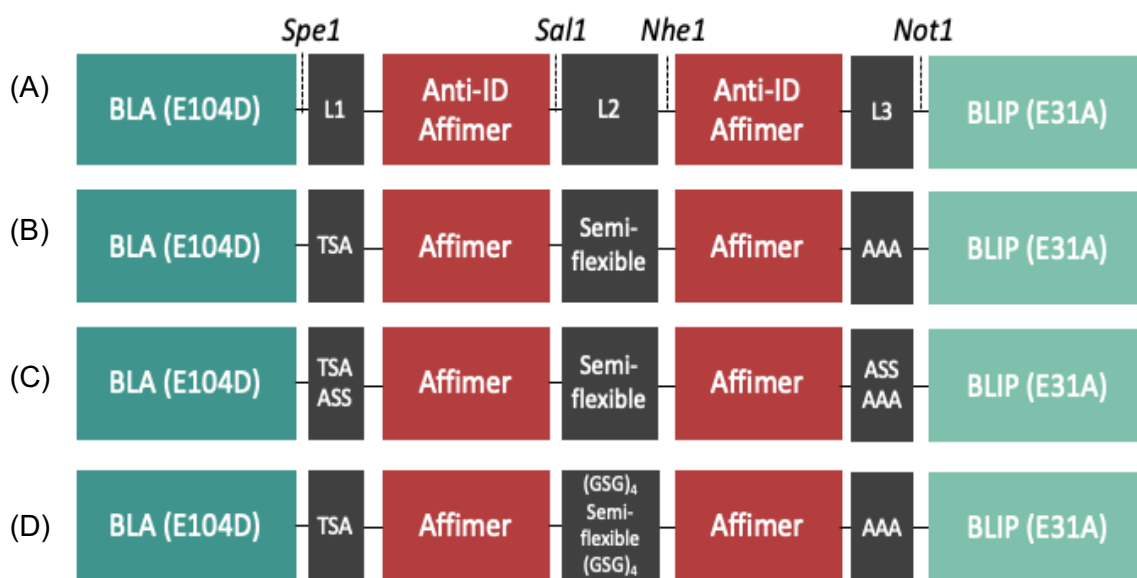 Spe1 Sal1 Nhe1 Not1
(A)
BLA (E104D)
L1
Anti-ID
Affimer
L2
Anti-ID
Affimer
L3
BLIP (E31A)
(B)
BLA (E104D)
TSA
Affimer
Semi-
flexible
Affimer
AAA
BLIP (E31A)
(C)
BLA (E104D)
TSA
ASS
Affimer
Semi-
flexible
Affimer
ASS
AAA
BLIP (E31A)
(D)
BLA (E104D)
TSA
Affimer
(GSG)₄
Semi-
flexible
(GSG)₄
Affimer
AAA
BLIP (E31A)